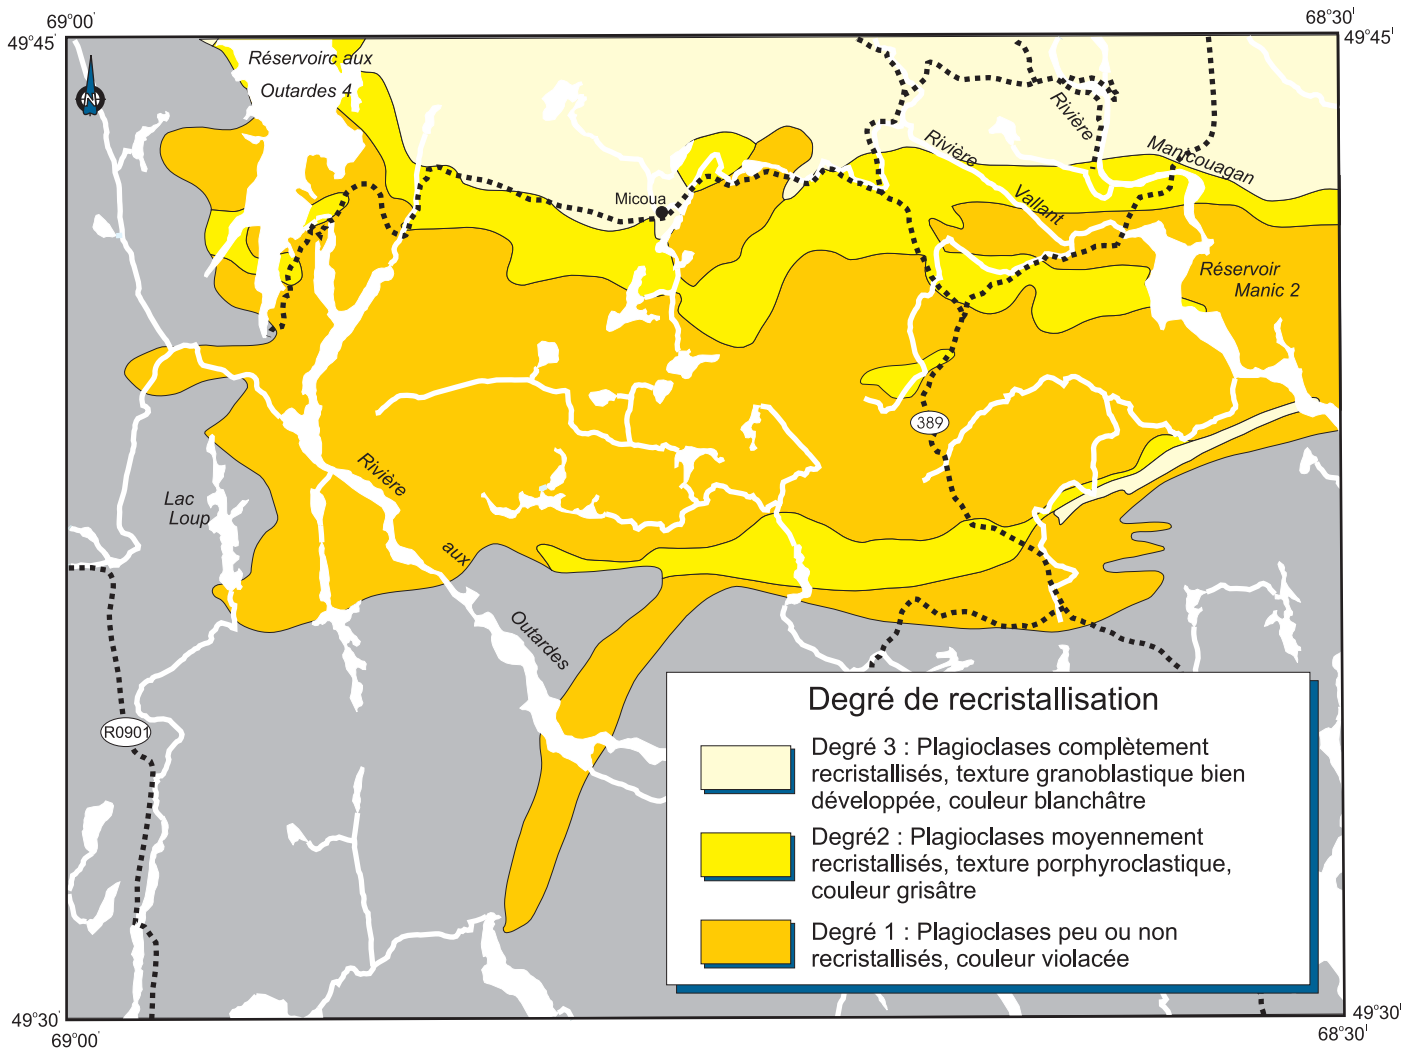 69°00'
68°30'
49°45'
49°45'
Réservoirc aux
Outardes 4
N
Rivière
Rivière
Manicouagan
Micoua
Vallant
Réservoir
Manic 2
389
Rivière
Lac
Loup
aux
Outardes
R0901
Degré de recristallisation
Degré 3 : Plagioclases complètement
recristallisés, texture granoblastique bien
développée, couleur blanchâtre
Degré2 : Plagioclases moyennement
recristallisés, texture porphyroclastique,
couleur grisâtre
Degré 1 : Plagioclases peu ou non
recristallisés, couleur violacée
49°30'
49°30'
69°00'
68°30'